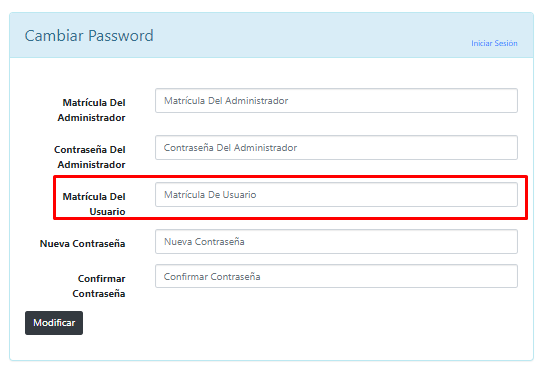 Cambiar Password
Iniciar Sesión
Matrícula Del
Administrador
Matrícula Del Administrador
Contraseña Del
Administrador
Contraseña Del Administrador
Matrícula Del
Usuario
Matrícula De Usuario
Nueva Contraseña
Nueva Contraseña
Confirmar
Contraseña
Confirmar Contraseña
Modificar